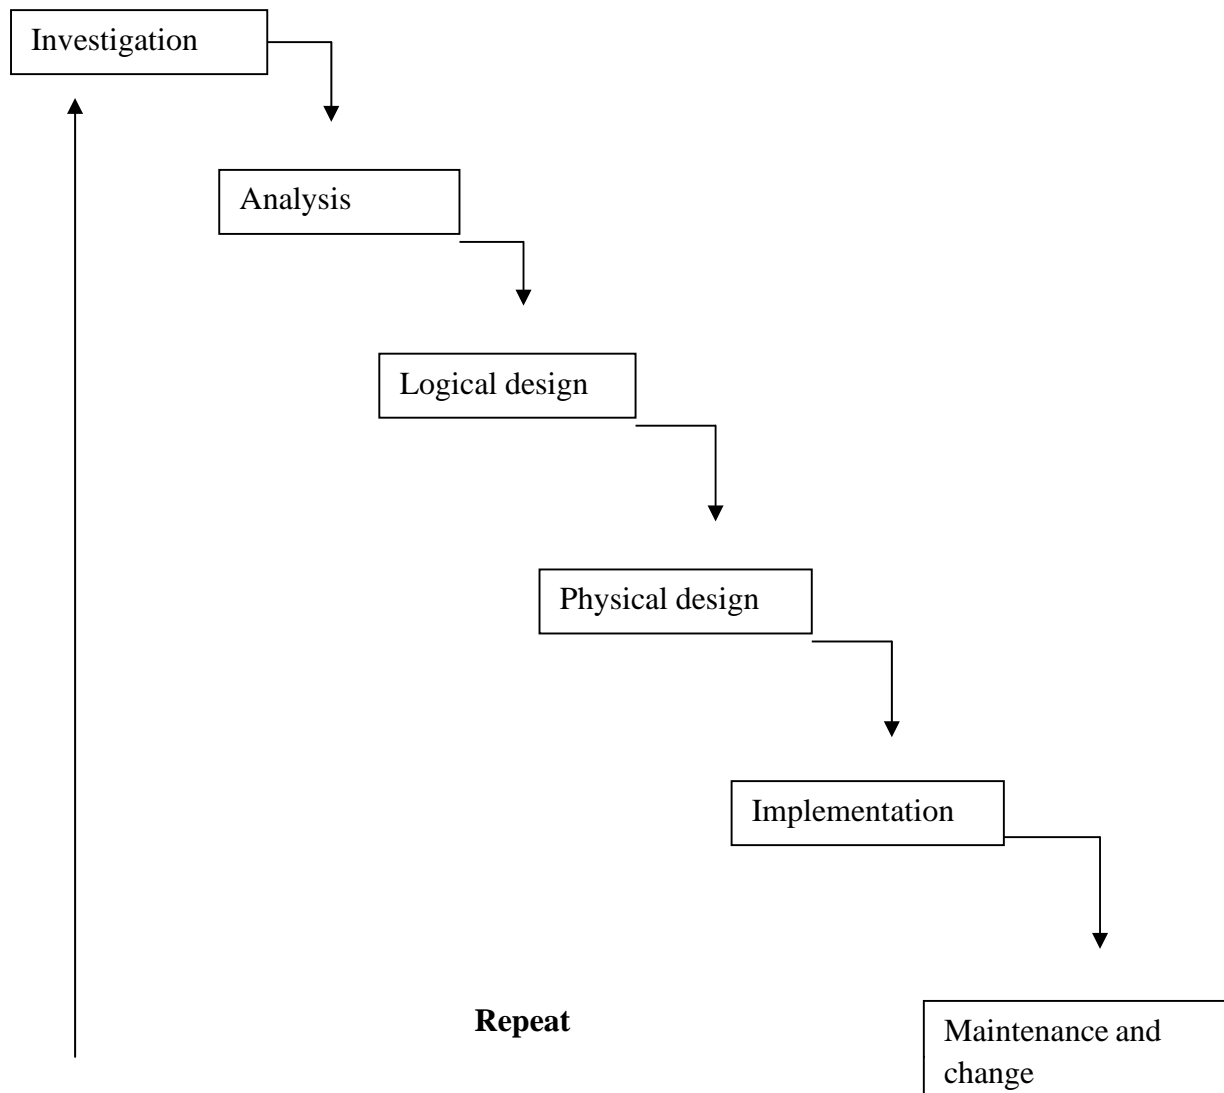 Investigation
Analysis
Logical design
Physical design
Implementation
Repeat
Maintenance and
change